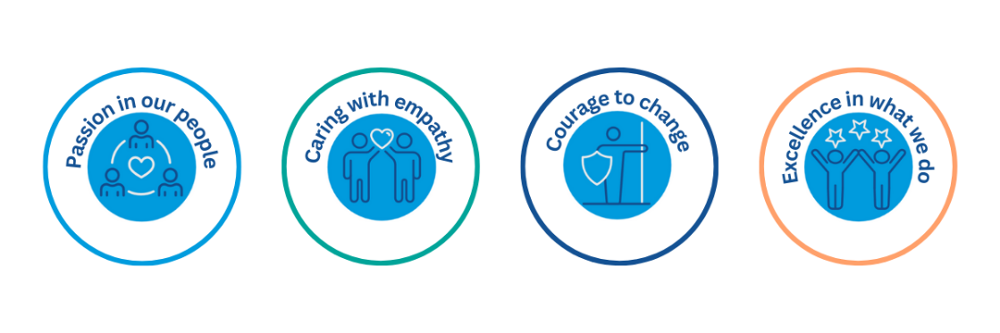 Passion in our people
Caring with empathy
Courage to change
Excellence in what we do